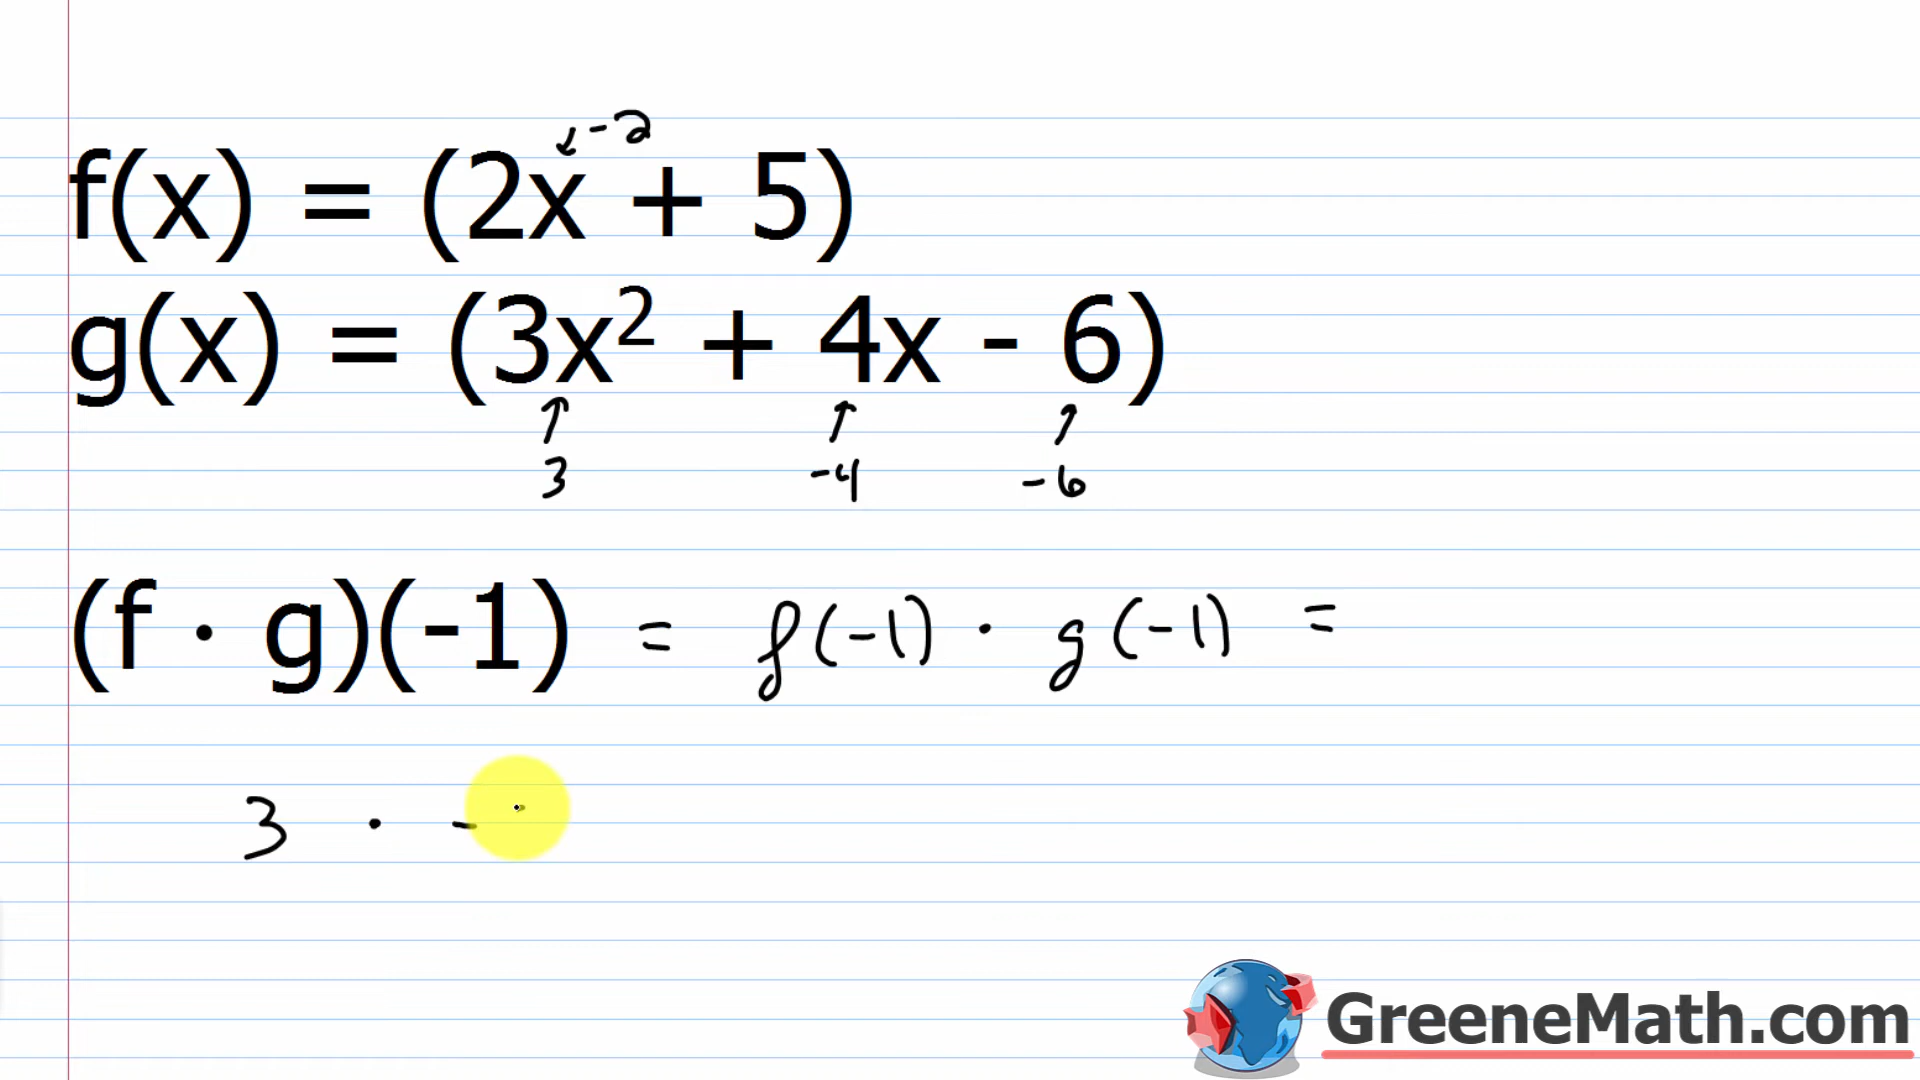 -2
f(x) = (2x + 5)
g(x) = (3x² + 4x - 6)
3 -4 -6
(f · g)(-1) = f(-1) · g(-1) =
3 · -
GreeneMath.com